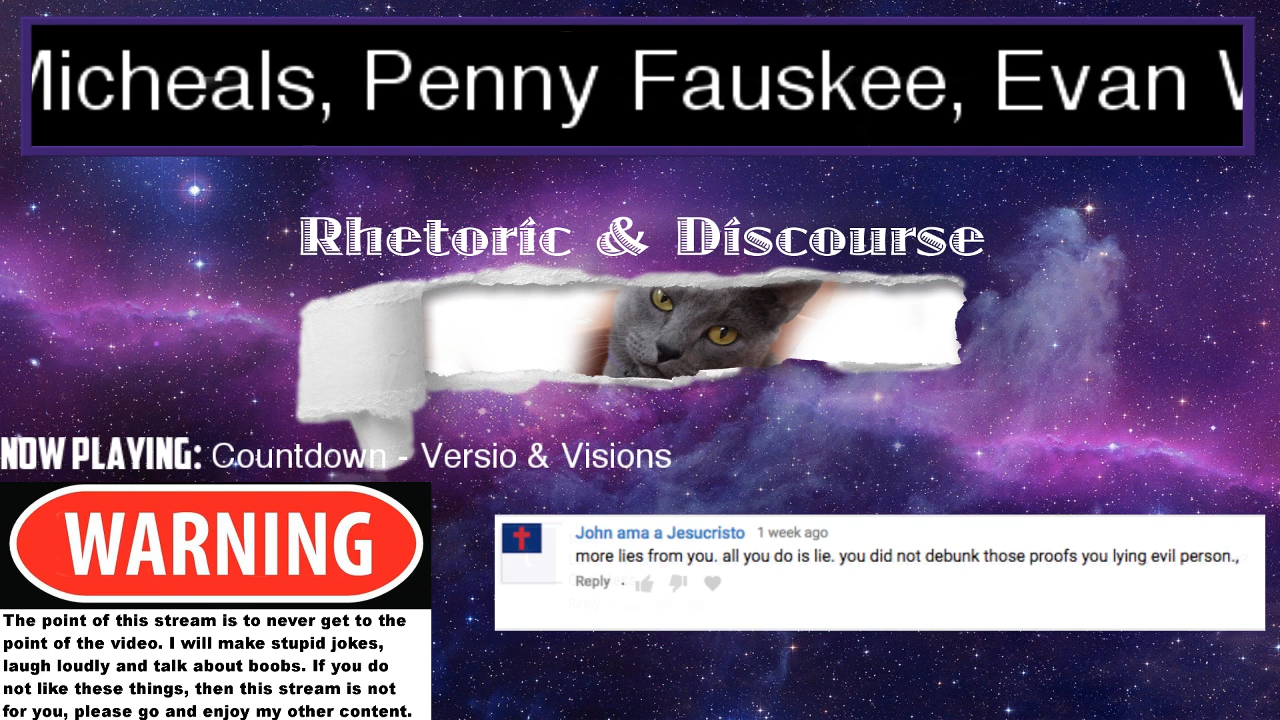 Micheals, Penny Fauskee, Evan
Rhetoric & Discourse
NOW PLAYING: Countdown - Versio & Visions
WARNING
The point of this stream is to never get to the
point of the video. I will make stupid jokes,
laugh loudly and talk about boobs. If you do
not like these things, then this stream is not
for you, please go and enjoy my other content.
John ama a Jesucristo 1 week ago
more lies from you. all you do is lie. you did not debunk those proofs you lying evil person.,
Reply
Reply